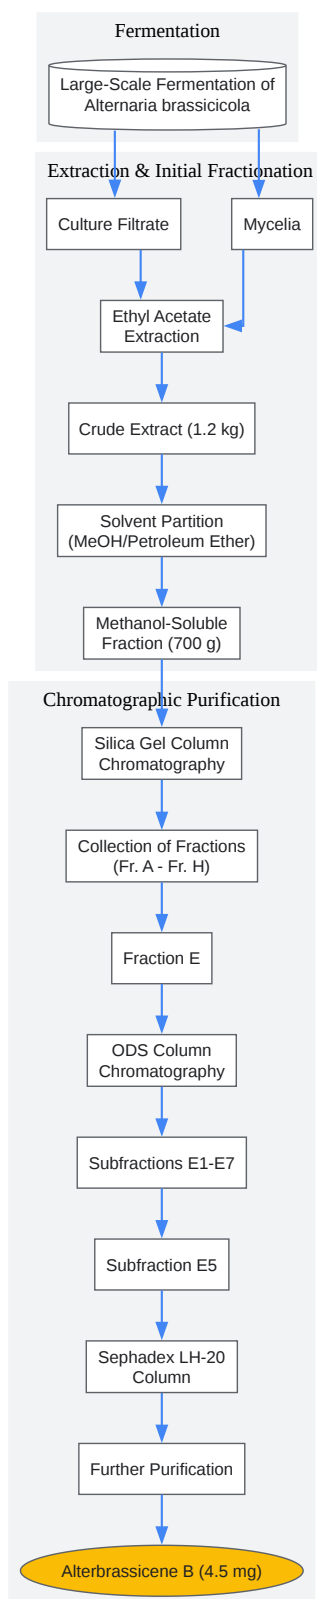 Fermentation
Large-Scale Fermentation of
Alternaria brassicicola
Extraction & Initial Fractionation
Culture Filtrate
Mycelia
Ethyl Acetate
Extraction
Crude Extract (1.2 kg)
Solvent Partition
(MeOH/Petroleum Ether)
Methanol-Soluble
Fraction (700 g)
Chromatographic Purification
Silica Gel Column
Chromatography
Collection of Fractions
(Fr. A - Fr. H)
Fraction E
ODS Column
Chromatography
Subfractions E1-E7
Subfraction E5
Sephadex LH-20
Column
Further Purification
Alterbrassicene B (4.5 mg)